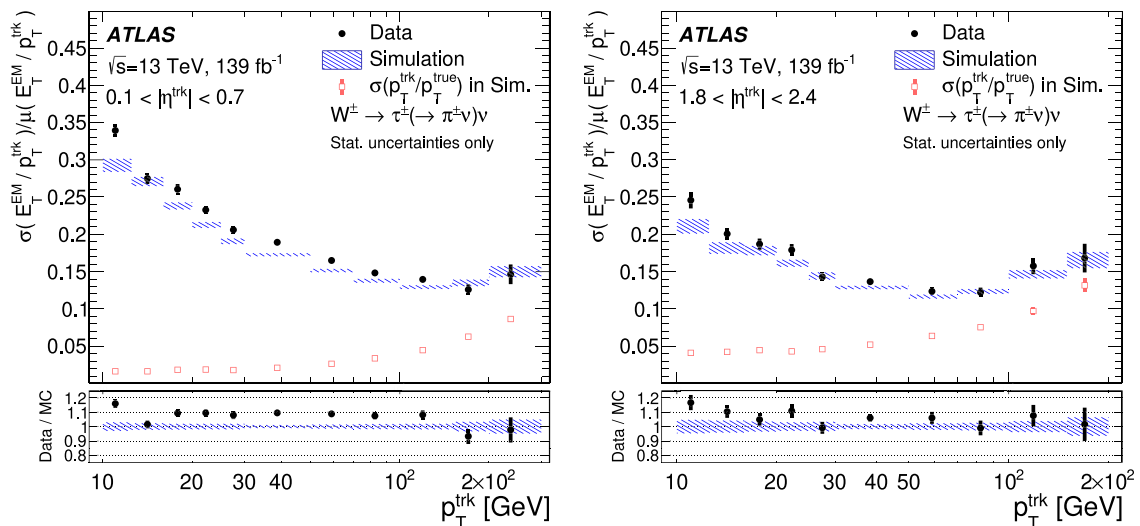 σ( E_T^EM / p_T^trk )/μ( E_T^EM / p_T^trk )
0.45
0.4
0.35
0.3
0.25
0.2
0.15
0.1
0.05
ATLAS
√s=13 TeV, 139 fb⁻¹
0.1 < |η^trk| < 0.7
Data
Simulation
σ(p_T^trk/p_T^true) in Sim.
W^± → τ^±(→ π^±ν)ν
Stat. uncertainties only
Data / MC
1.2
1.1
1
0.9
0.8
10 20 30 40 50 10² 2×10²
p_T^trk [GeV]
σ( E_T^EM / p_T^trk )/μ( E_T^EM / p_T^trk )
0.45
0.4
0.35
0.3
0.25
0.2
0.15
0.1
0.05
ATLAS
√s=13 TeV, 139 fb⁻¹
1.8 < |η^trk| < 2.4
Data
Simulation
σ(p_T^trk/p_T^true) in Sim.
W^± → τ^±(→ π^±ν)ν
Stat. uncertainties only
Data / MC
1.2
1.1
1
0.9
0.8
10 20 30 40 50 10² 2×10²
p_T^trk [GeV]